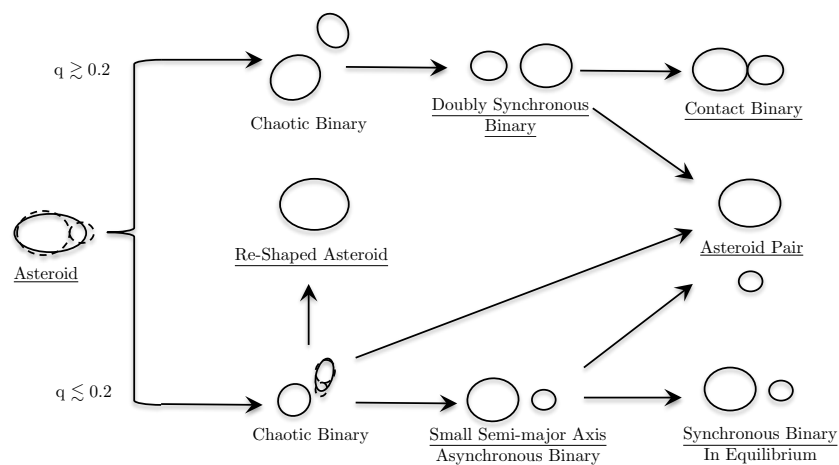 q ≳ 0.2
Chaotic Binary
Doubly Synchronous
Binary
Contact Binary
Asteroid
Re-Shaped Asteroid
Asteroid Pair
q ≲ 0.2
Chaotic Binary
Small Semi-major Axis
Asynchronous Binary
Synchronous Binary
In Equilibrium